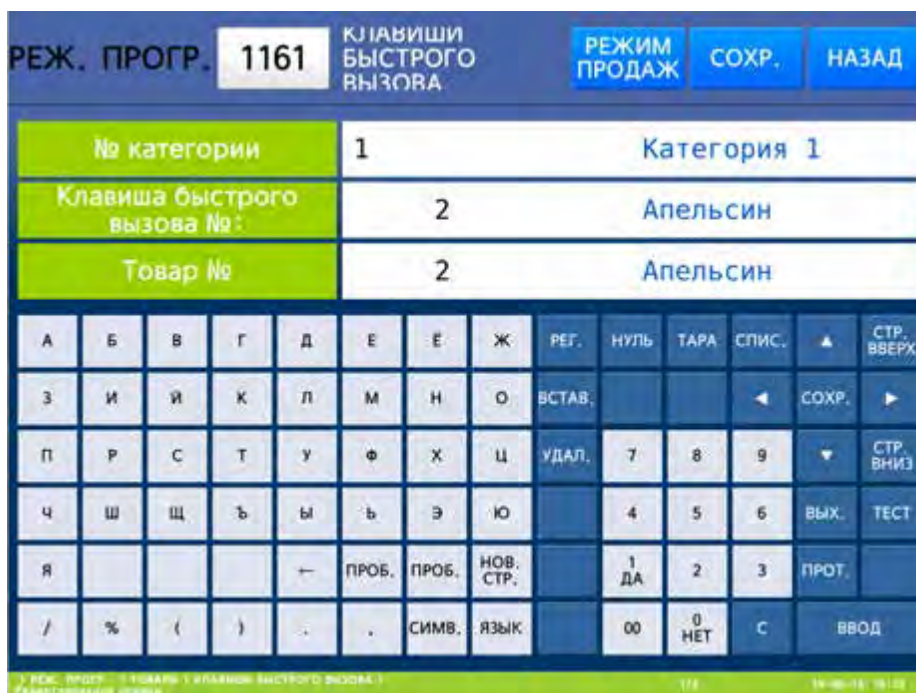 РЕЖ. ПРОГР. 1161 КЛАВИШИ БЫСТРОГО ВЫЗОВА РЕЖИМ ПРОДАЖ СОХР. НАЗАД
№ категории 1 Категория 1
Клавиша быстрого вызова №: 2 Апельсин
Товар № 2 Апельсин
А Б В Г Д Е Ё Ж РЕГ. НУЛЬ ТАРА СПИС. ▲ СТР. ВВЕРХ
З И Й К Л М Н О ВСТАВ. ◀ СОХР. ▶
П Р С Т У Ф Х Ц УДАЛ. 7 8 9 ▼ СТР. ВНИЗ
Ч Ш Щ Ъ Ы Ь Э Ю 4 5 6 ВЫХ. ТЕСТ
Я ← ПРОБ. ПРОБ. НОВ. СТР. 1 ДА 2 3 ПРОТ.
/ % ( ) . , СИМВ. ЯЗЫК 00 0 НЕТ С ВВОД